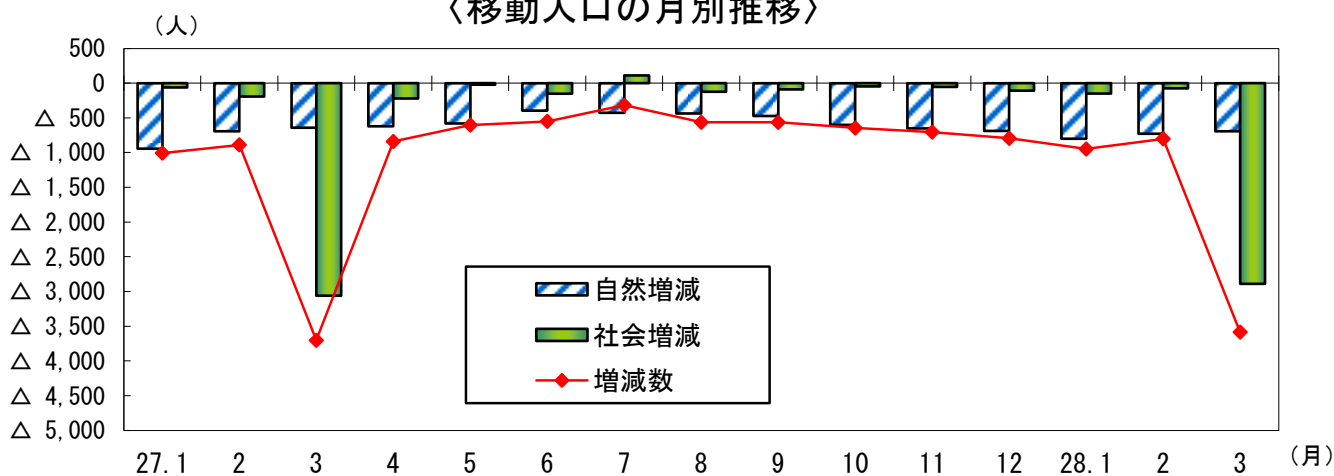 〈移動人口の月別推移〉
（人）
500
0
△ 500
△ 1,000
△ 1,500
△ 2,000
△ 2,500
△ 3,000
△ 3,500
△ 4,000
△ 4,500
△ 5,000
自然増減
社会増減
増減数
27.1 2 3 4 5 6 7 8 9 10 11 12 28.1 2 3 （月）